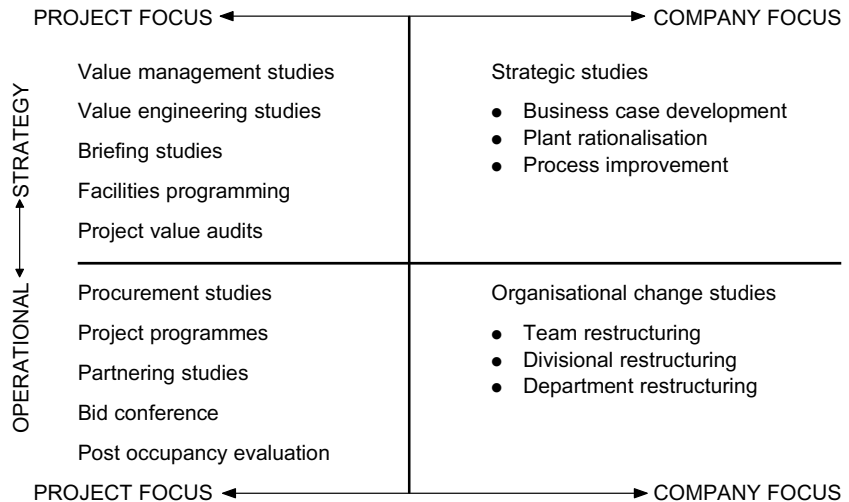 PROJECT FOCUS
COMPANY FOCUS
STRATEGY
Value management studies
Value engineering studies
Briefing studies
Facilities programming
Project value audits
Strategic studies
● Business case development
● Plant rationalisation
● Process improvement
OPERATIONAL
Procurement studies
Project programmes
Partnering studies
Bid conference
Post occupancy evaluation
Organisational change studies
● Team restructuring
● Divisional restructuring
● Department restructuring
PROJECT FOCUS
COMPANY FOCUS